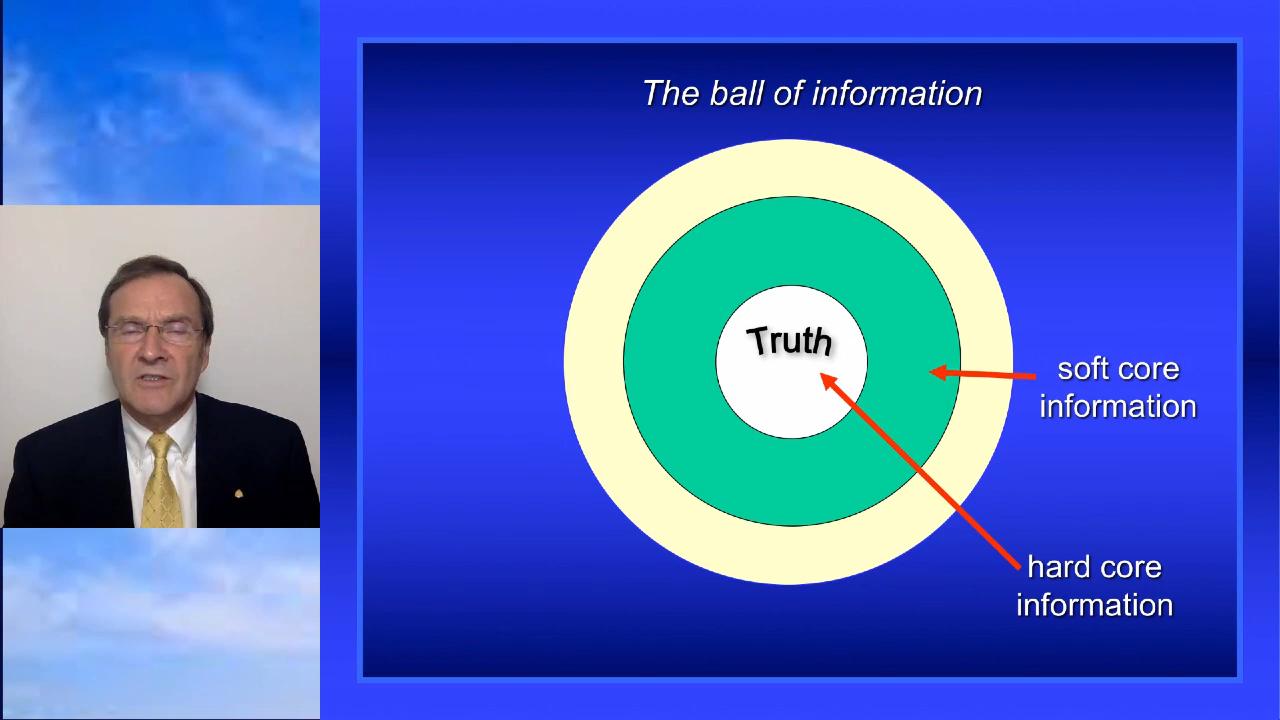 The ball of information
Truth
soft core
information
hard core
information